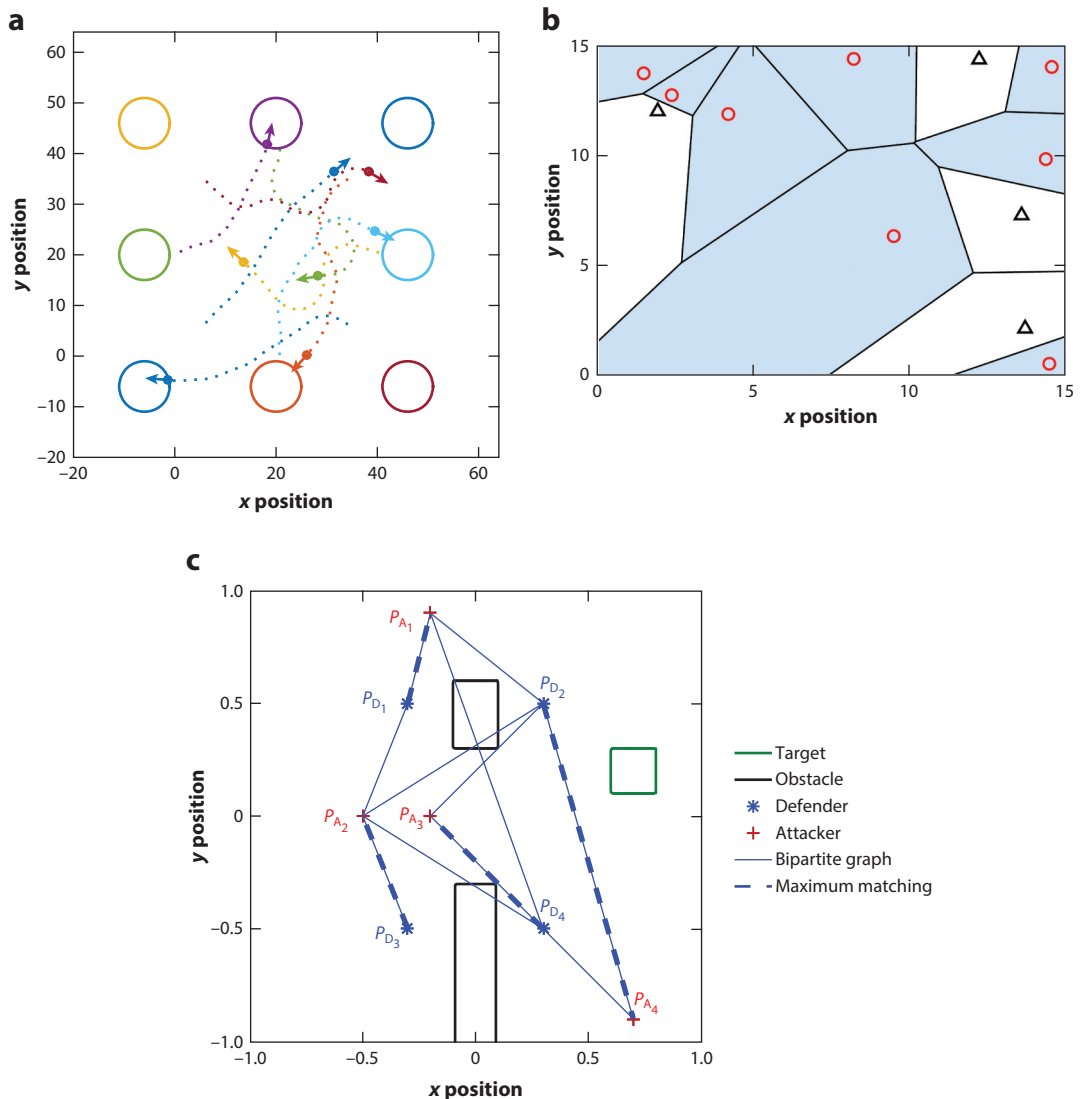 a
60
50
40
30
20
10
0
−10
−20
−20 0 20 40 60
y position
x position
b
15
10
5
0
0 5 10 15
y position
x position
c
1.0
0.5
0
−0.5
−1.0
−1.0 −0.5 0 0.5 1.0
y position
x position
PA1
PD1
PD2
PA2
PA3
PD3
PD4
PA4
Target
Obstacle
Defender
Attacker
Bipartite graph
Maximum matching